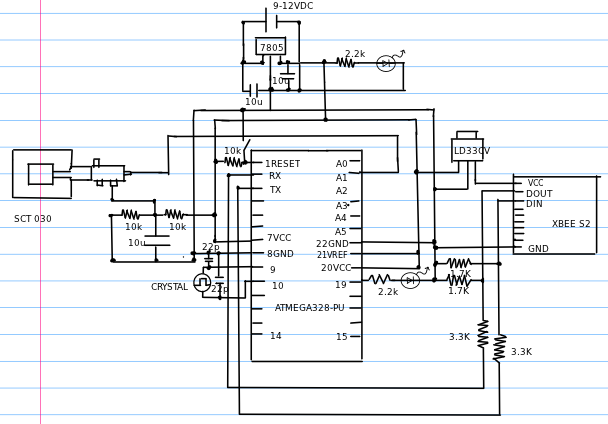 9-12VDC
7805
2.2k
10u
10u
10k
1RESET
A0
LD33CV
RX
A1
VCC
TX
A2
DOUT
A3
DIN
SCT 030
A4
XBEE S2
10k
10k
A5
10u
7VCC
22GND
22p
8GND
21VREF
GND
9
20VCC
1.7K
CRYSTAL
22p
10
19
2.2k
1.7K
ATMEGA328-PU
14
15
3.3K
3.3K